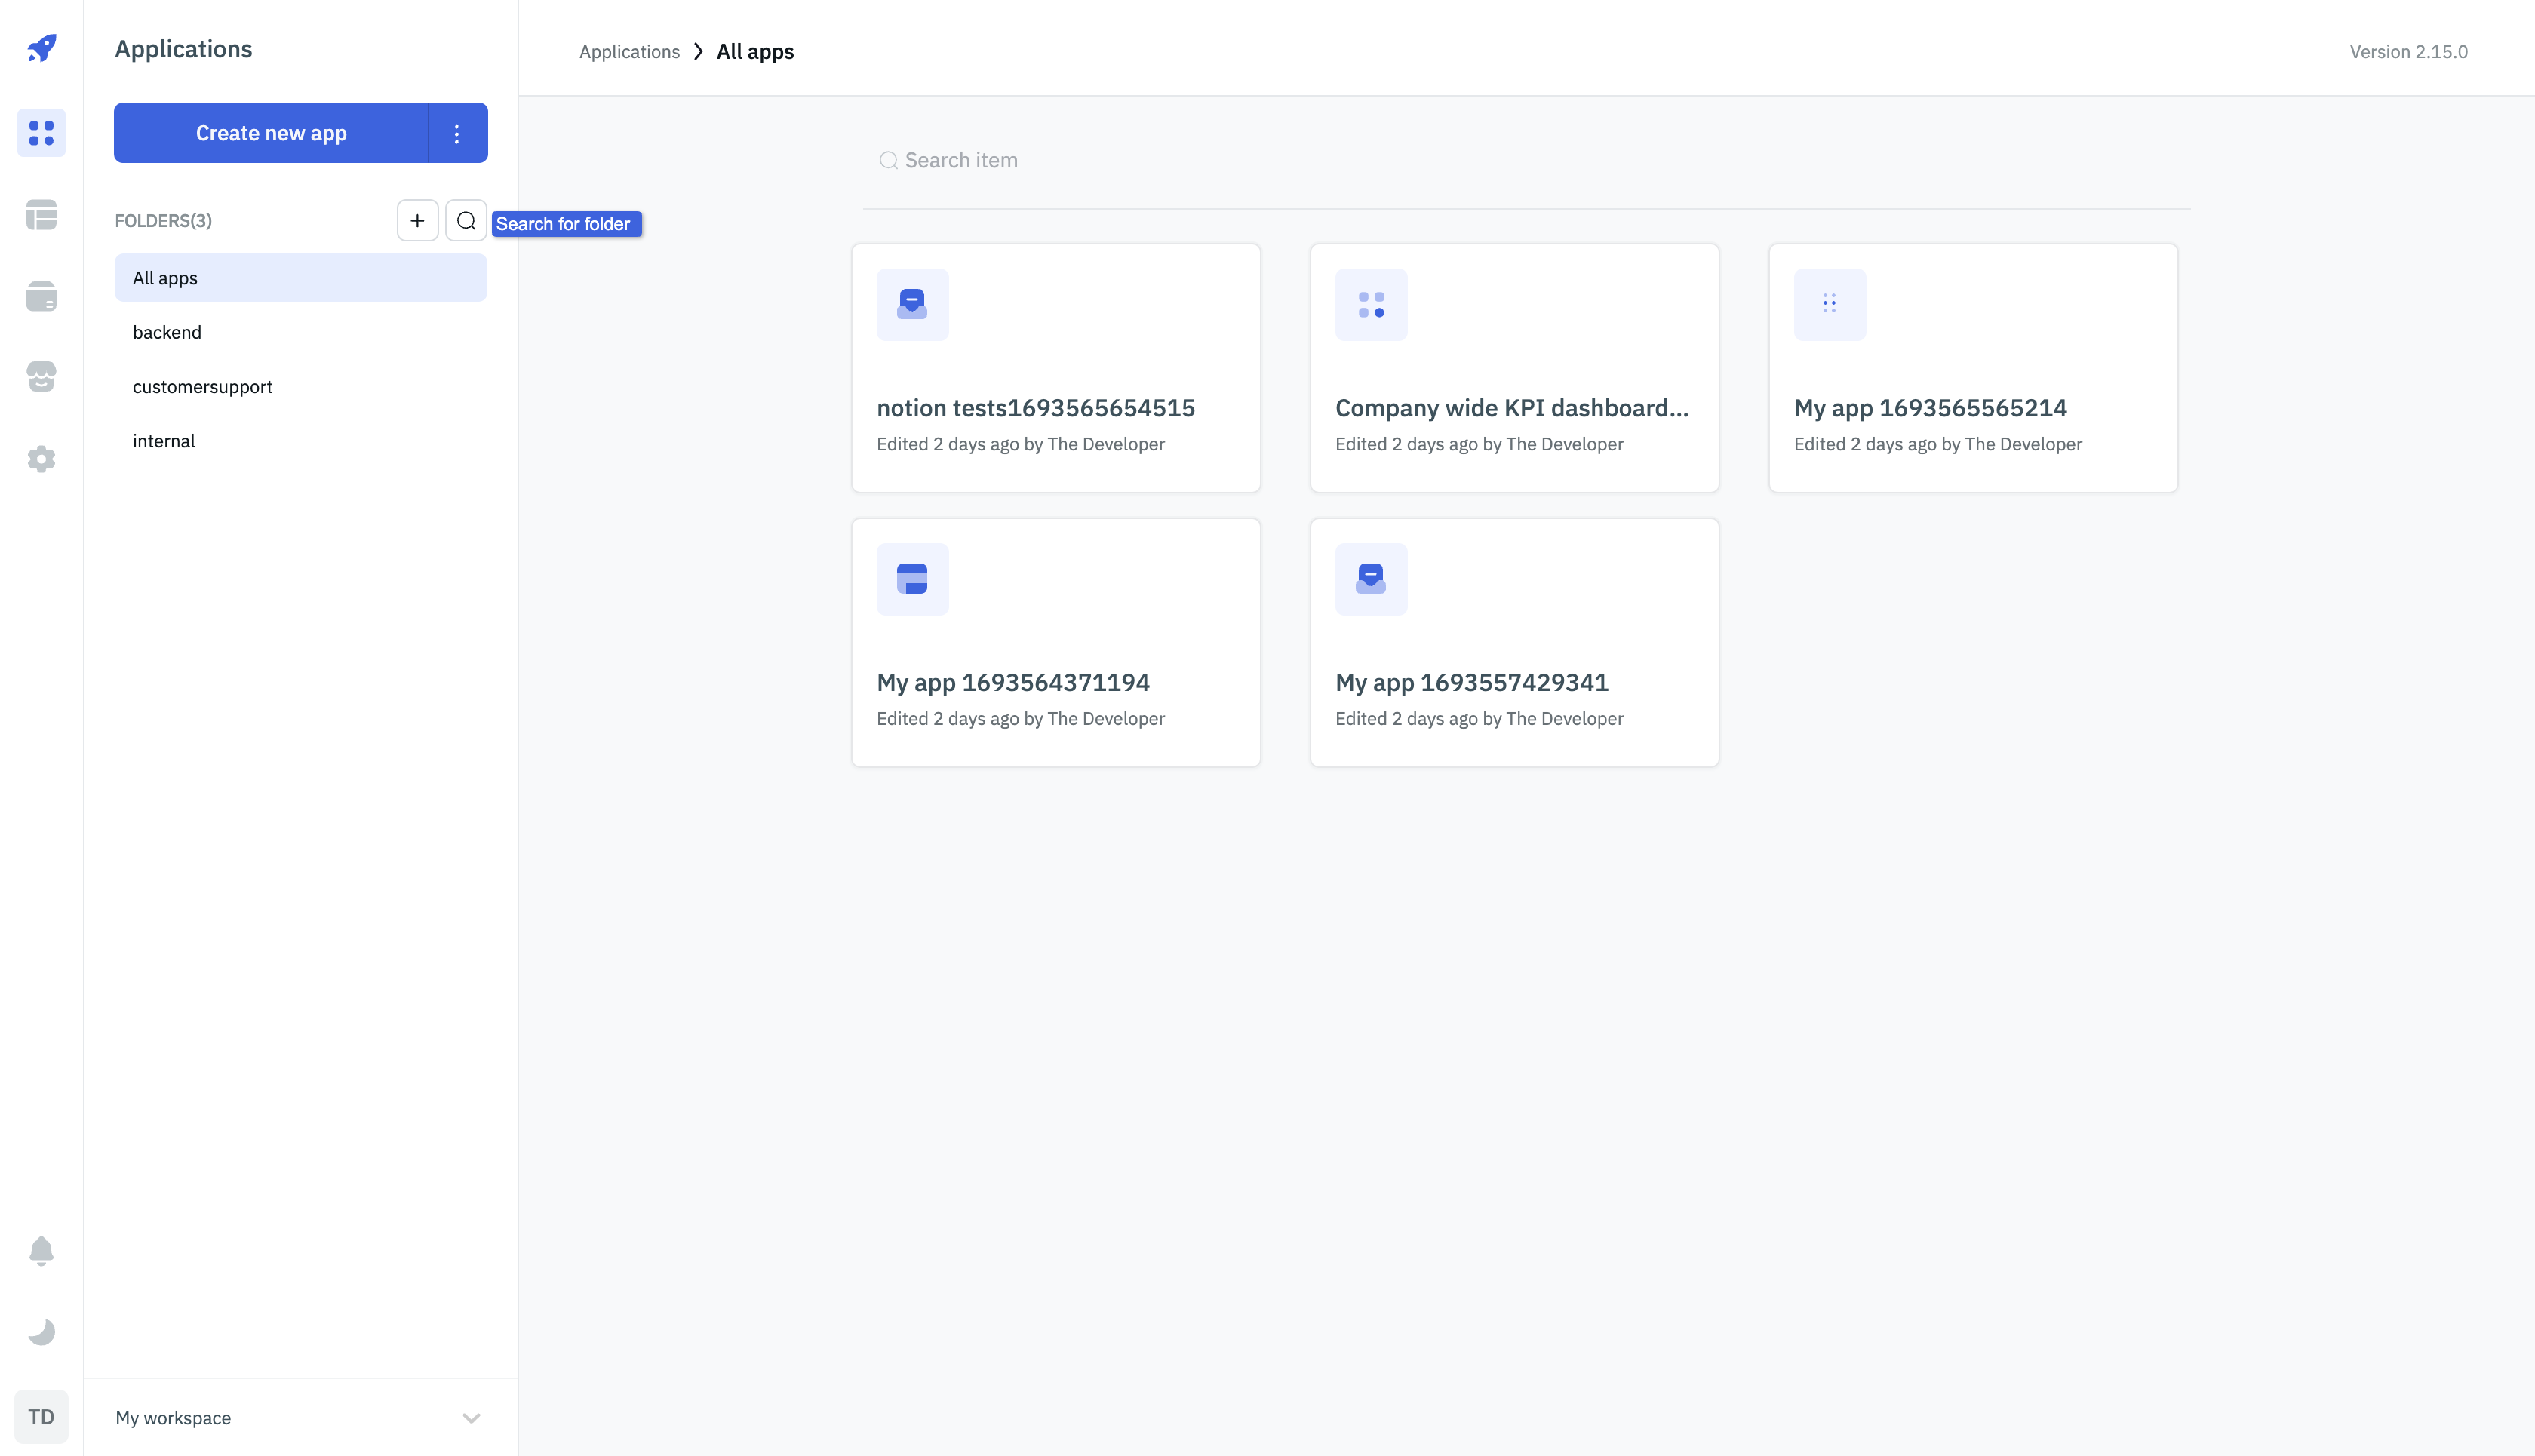 Applications
Create new app
FOLDERS(3)
Search for folder
All apps
backend
customersupport
internal
My workspace
TD
Applications
All apps
Version 2.15.0
Search item
notion tests1693565654515
Edited 2 days ago by The Developer
Company wide KPI dashboard...
Edited 2 days ago by The Developer
My app 1693565565214
Edited 2 days ago by The Developer
My app 1693564371194
Edited 2 days ago by The Developer
My app 1693557429341
Edited 2 days ago by The Developer